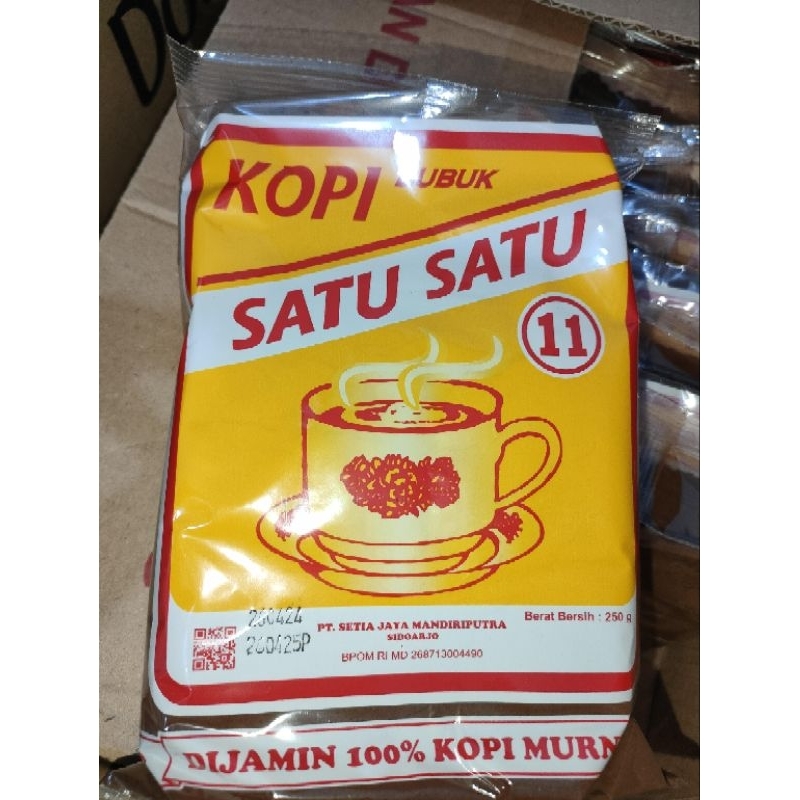 KOPI BUBUK
SATU SATU
11
260424
260425P
PT. SETIA JAYA MANDIRIPUTRA
SIDOARJO
BPOM RI MD 268713004490
Berat Bersih : 250 g
DIJAMIN 100% KOPI MURN